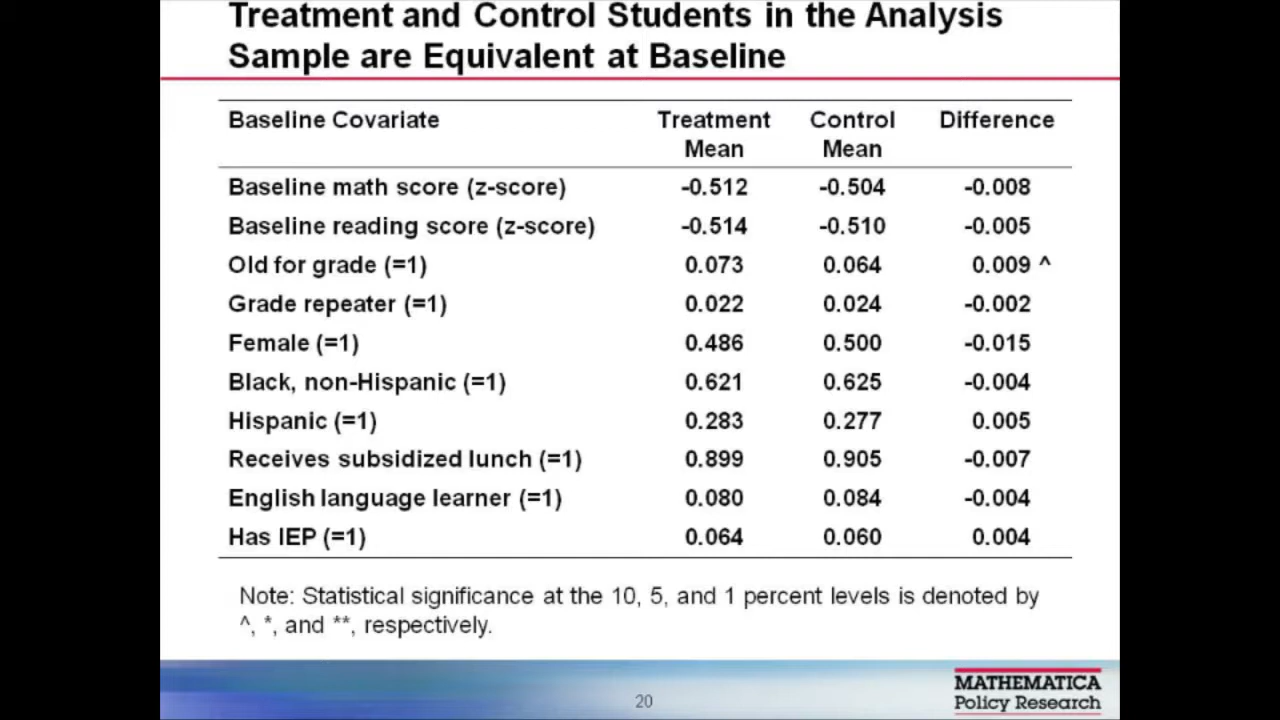 Treatment and Control Students in the Analysis
Sample are Equivalent at Baseline
Baseline Covariate Treatment Mean Control Mean Difference
Baseline math score (z-score) -0.512 -0.504 -0.008
Baseline reading score (z-score) -0.514 -0.510 -0.005
Old for grade (=1) 0.073 0.064 0.009 ^
Grade repeater (=1) 0.022 0.024 -0.002
Female (=1) 0.486 0.500 -0.015
Black, non-Hispanic (=1) 0.621 0.625 -0.004
Hispanic (=1) 0.283 0.277 0.005
Receives subsidized lunch (=1) 0.899 0.905 -0.007
English language learner (=1) 0.080 0.084 -0.004
Has IEP (=1) 0.064 0.060 0.004
Note: Statistical significance at the 10, 5, and 1 percent levels is denoted by
^, *, and **, respectively.
20
MATHEMATICA
Policy Research